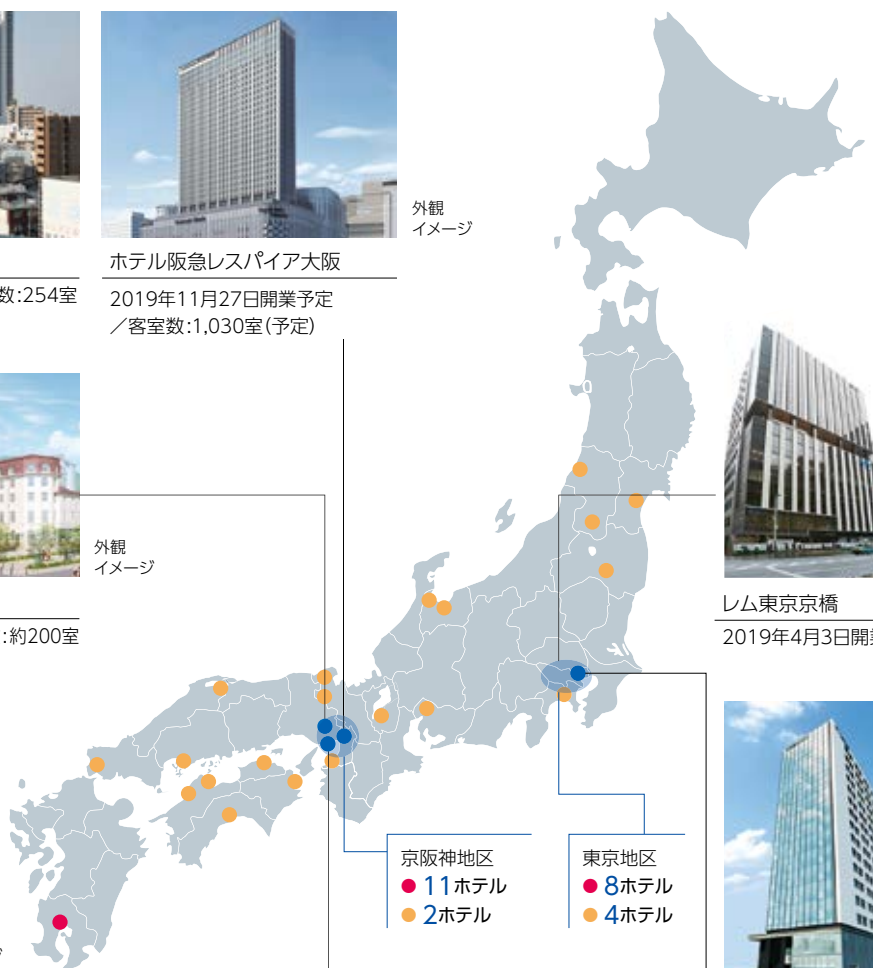 外観
イメージ
ホテル阪急レスパイア大阪
数:254室
2019年11月27日開業予定
/客室数:1,030室(予定)
外観
イメージ
:約200室
レム東京京橋
2019年4月3日開
京阪神地区
11ホテル
2ホテル
東京地区
8ホテル
4ホテル